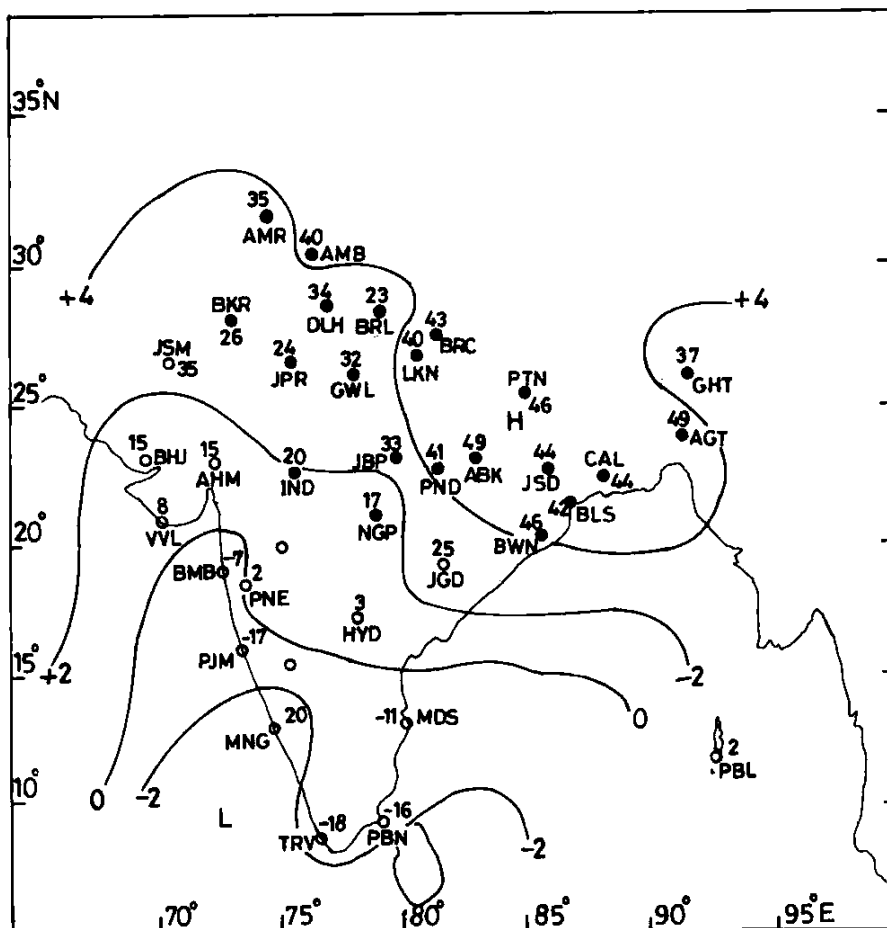 35°N
35
AMR
40
AMB
30°
+4
+4
BKR
26
34
DLH
23
BRL
43
BRC
JSM
35
24
JPR
32
GWL
40
LKN
37
GHT
PTN
46
H
25°
49
AGT
15
BHJ
15
AHM
20
IND
33
JBP
41
PND
49
ABK
44
JSD
CAL
44
8
VVL
17
NGP
42
BLS
46
BWN
20°
25
JGD
-7
BMB
2
PNE
3
HYD
-17
PJM
15°
+2
-2
0
20
MNG
-11
MDS
2
PBL
10°
0
-2
L
-18
TRV
-16
PBN
-2
70°
75°
80°
85°
90°
95°E